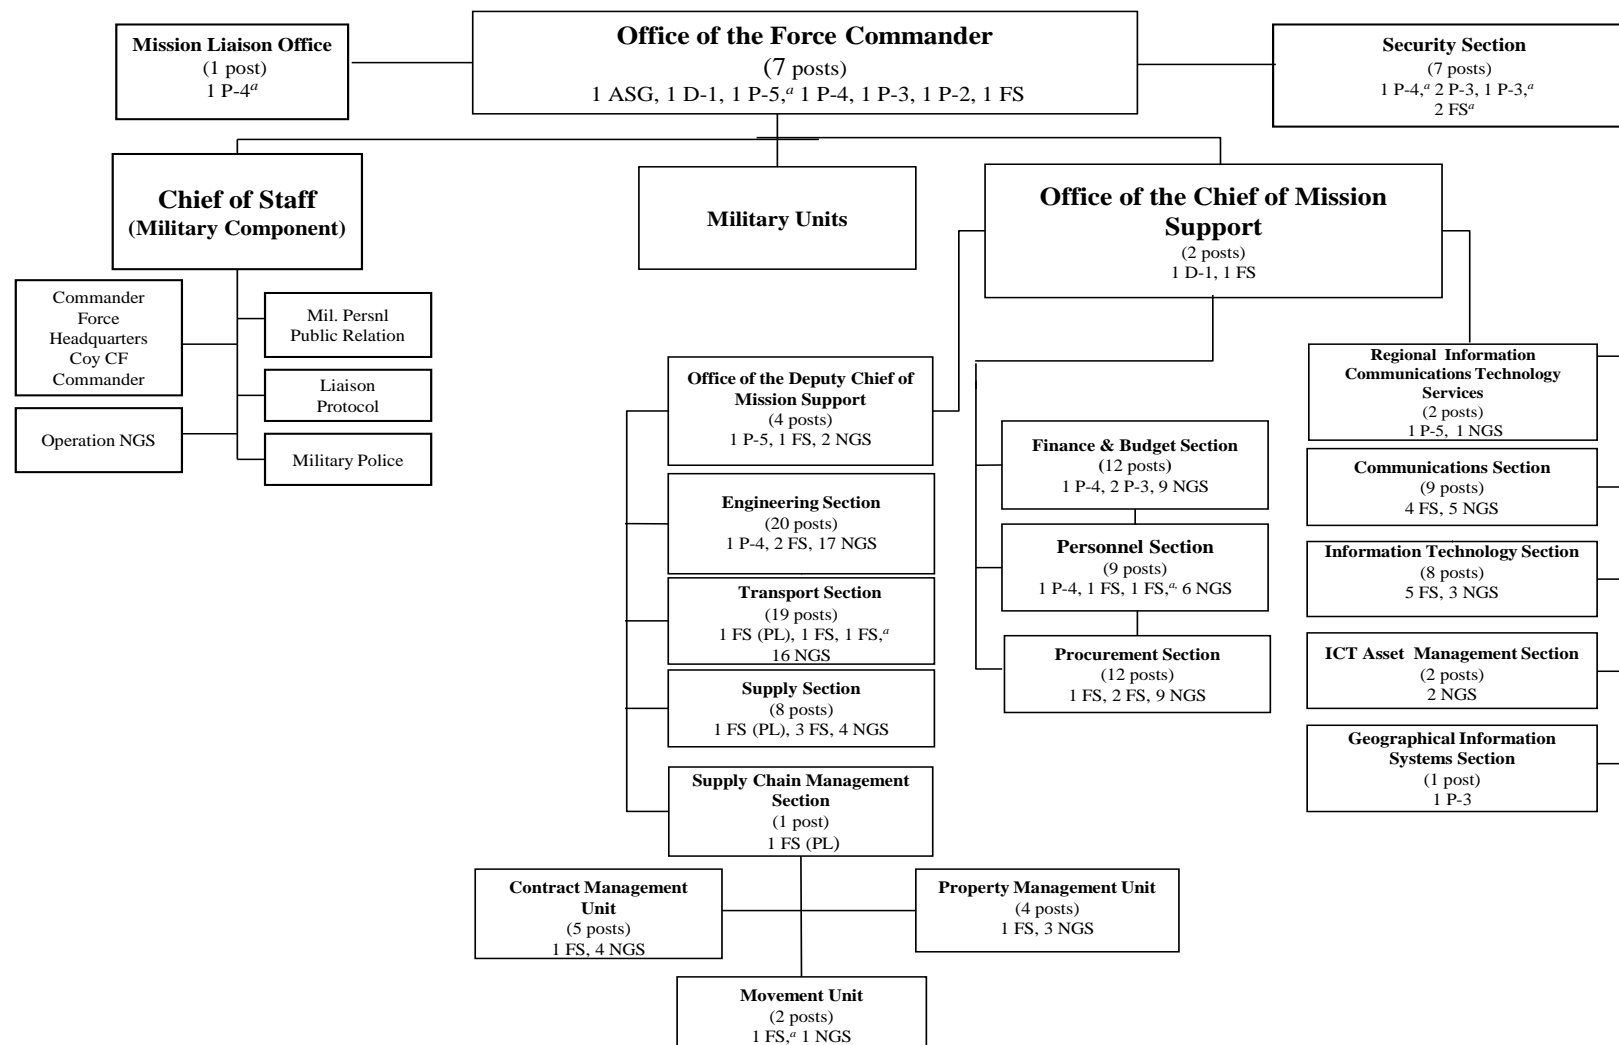 Mission Liaison Office
(1 post)
1 P-4a
Office of the Force Commander
(7 posts)
1 ASG, 1 D-1, 1 P-5,a 1 P-4, 1 P-3, 1 P-2, 1 FS
Security Section
(7 posts)
1 P-4,a 2 P-3, 1 P-3,a
2 FSa
Chief of Staff
(Military Component)
Military Units
Office of the Chief of Mission
Support
(2 posts)
1 D-1, 1 FS
Commander
Force
Headquarters
Coy CF
Commander
Mil. Persnl
Public Relation
Liaison
Protocol
Operation NGS
Military Police
Office of the Deputy Chief of
Mission Support
(4 posts)
1 P-5, 1 FS, 2 NGS
Engineering Section
(20 posts)
1 P-4, 2 FS, 17 NGS
Transport Section
(19 posts)
1 FS (PL), 1 FS, 1 FS,a
16 NGS
Supply Section
(8 posts)
1 FS (PL), 3 FS, 4 NGS
Supply Chain Management
Section
(1 post)
1 FS (PL)
Contract Management
Unit
(5 posts)
1 FS, 4 NGS
Property Management Unit
(4 posts)
1 FS, 3 NGS
Movement Unit
(2 posts)
1 FS,a 1 NGS
Finance & Budget Section
(12 posts)
1 P-4, 2 P-3, 9 NGS
Personnel Section
(9 posts)
1 P-4, 1 FS, 1 FS,a, 6 NGS
Procurement Section
(12 posts)
1 FS, 2 FS, 9 NGS
Regional Information
Communications Technology
Services
(2 posts)
1 P-5, 1 NGS
Communications Section
(9 posts)
4 FS, 5 NGS
Information Technology Section
(8 posts)
5 FS, 3 NGS
ICT Asset Management Section
(2 posts)
2 NGS
Geographical Information
Systems Section
(1 post)
1 P-3